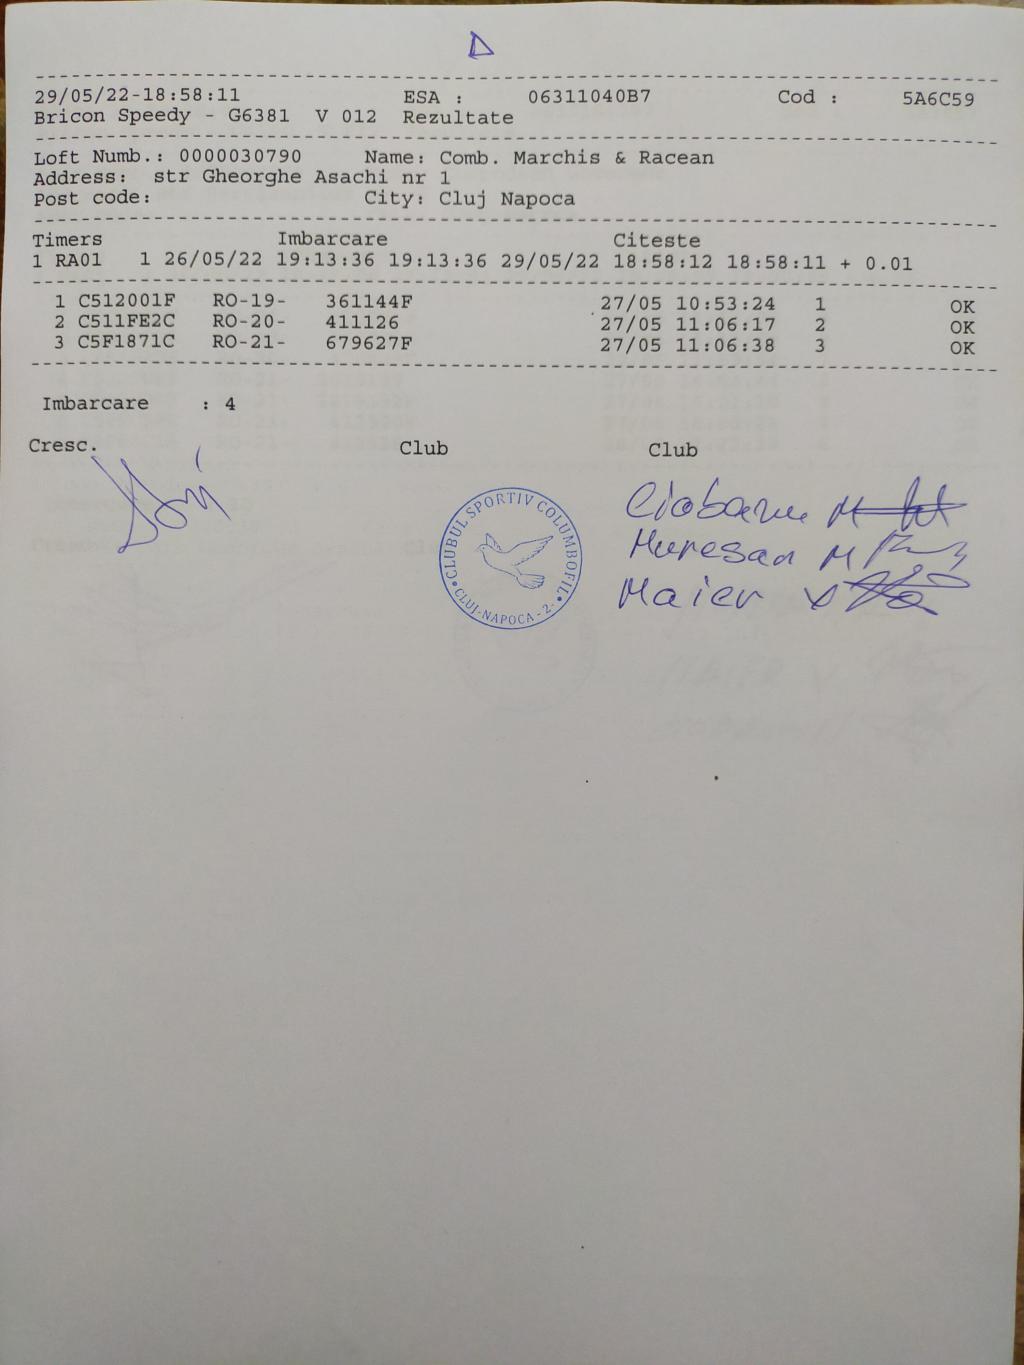 29/05/22-18:58:11 ESA : 06311040B7 Cod : 5A6C59
Bricon Speedy - G6381 V 012 Rezultate
Loft Numb.: 0000030790 Name: Comb. Marchis & Racean
Address: str Gheorghe Asachi nr 1
Post code: City: Cluj Napoca
Timers Imbarcare Citeste
1 RA01 1 26/05/22 19:13:36 19:13:36 29/05/22 18:58:12 18:58:11 + 0.01
1 C512001F RO-19- 361144F 27/05 10:53:24 1 OK
2 C511FE2C RO-20- 411126 27/05 11:06:17 2 OK
3 C5F1871C RO-21- 679627F 27/05 11:06:38 3 OK
Imbarcare : 4
Cresc. Club Club
CLUBUL SPORTIV COLUMBOFIL
CLUJ-NAPOCA -2-
Ciobanu M
Muresan M
Maier V